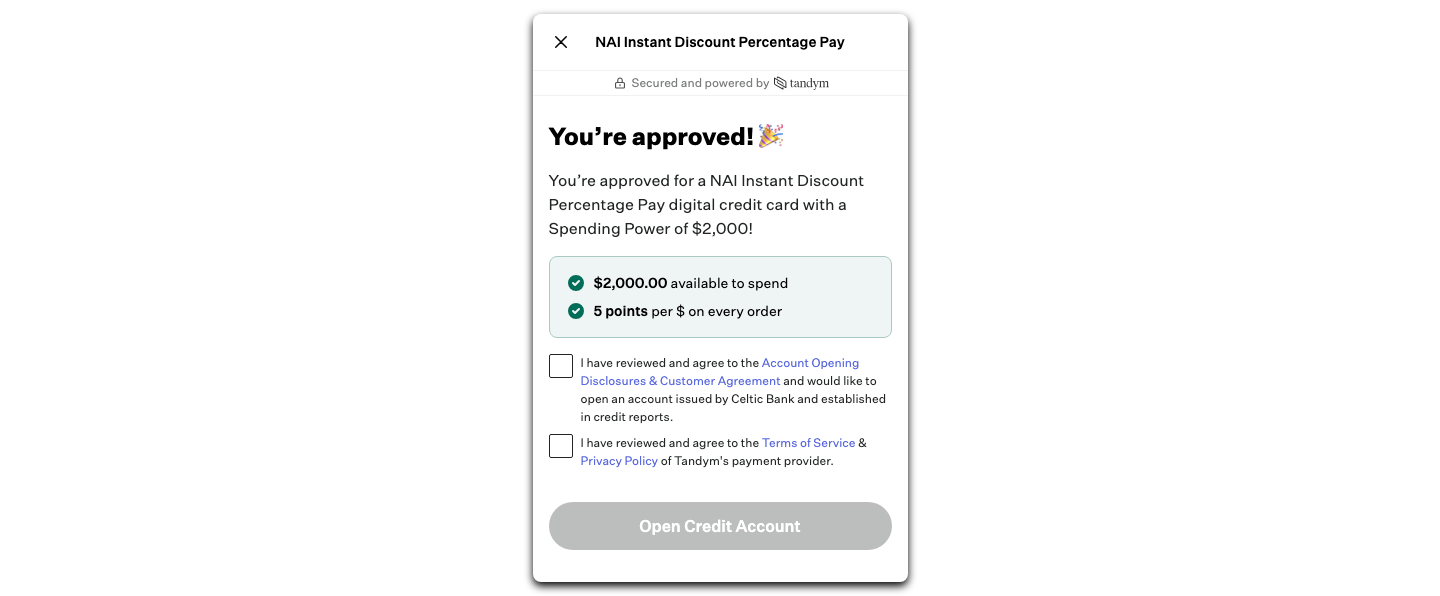 NAI Instant Discount Percentage Pay
Secured and powered by tandym
You’re approved! 🎉
You’re approved for a NAI Instant Discount
Percentage Pay digital credit card with a
Spending Power of $2,000!
$2,000.00 available to spend
5 points per $ on every order
I have reviewed and agree to the Account Opening
Disclosures & Customer Agreement and would like to
open an account issued by Celtic Bank and established
in credit reports.
I have reviewed and agree to the Terms of Service &
Privacy Policy of Tandym's payment provider.
Open Credit Account